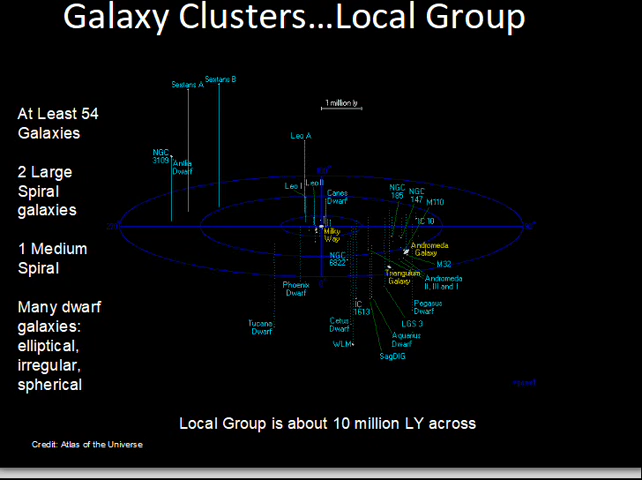 Galaxy Clusters...Local Group
At Least 54
Galaxies
2 Large
Spiral
galaxies
1 Medium
Spiral
Many dwarf
galaxies:
elliptical,
irregular,
spherical
Sextans A
Sextans B
1 million ly
NGC
3109
Antlia
Dwarf
Leo A
Leo I
Leo II
Canes
Dwarf
Milky
Way
NGC
6822
NGC
185
NGC
147
M110
IC 10
Andromeda
Galaxy
M32
Triangulum
Galaxy
Andromeda
II, III and I
Phoenix
Dwarf
Tucana
Dwarf
Cetus
Dwarf
WLM
IC
1613
Pegasus
Dwarf
LGS 3
Aquarius
Dwarf
SagDIG
Local Group is about 10 million LY across
Credit: Atlas of the Universe